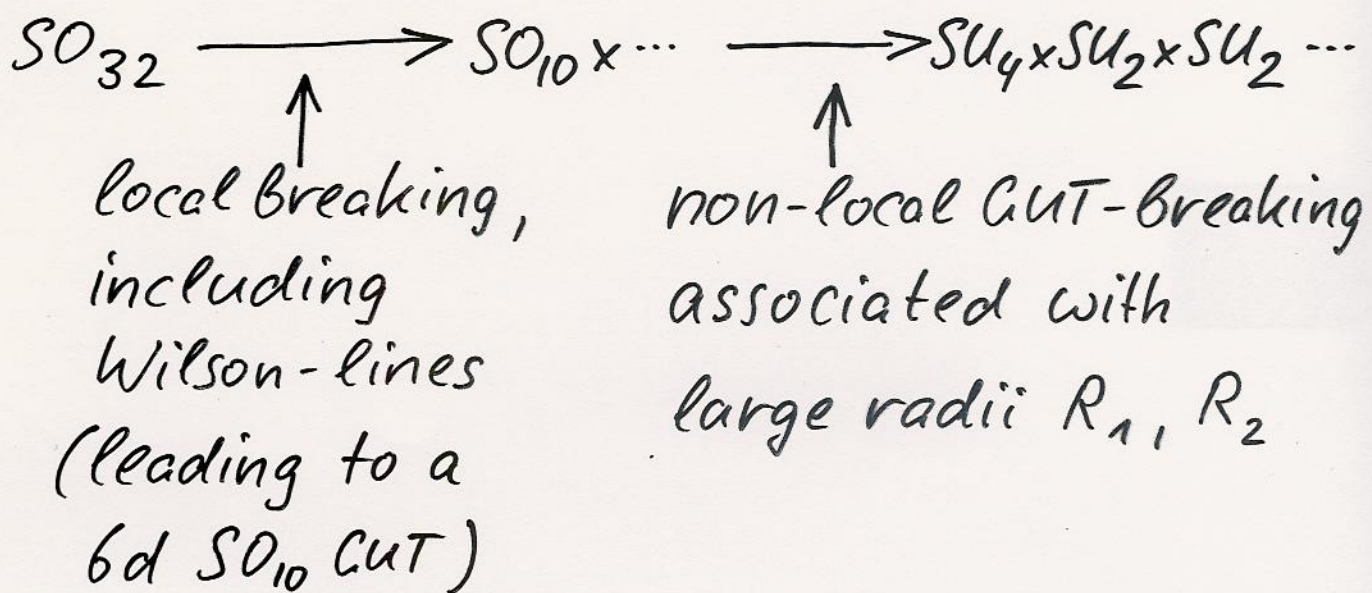 SO₃₂ ⟶ SO₁₀ × ··· ⟶ SU₄×SU₂×SU₂ ···
↑ ↑
local breaking, non-local GUT-breaking
including associated with
Wilson-lines large radii R₁, R₂
(leading to a
6d SO₁₀ GUT)